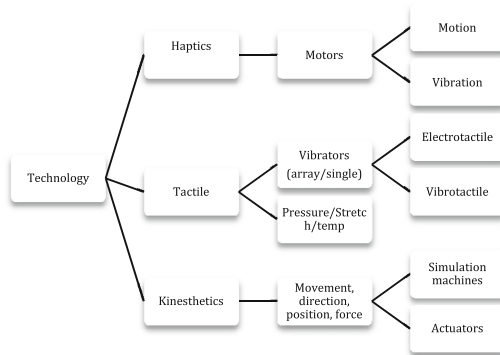 Technology
Haptics
Motors
Motion
Vibration
Tactile
Vibrators
(array/single)
Electrotactile
Vibrotactile
Pressure/Stretc
h/temp
Kinesthetics
Movement,
direction,
position, force
Simulation
machines
Actuators